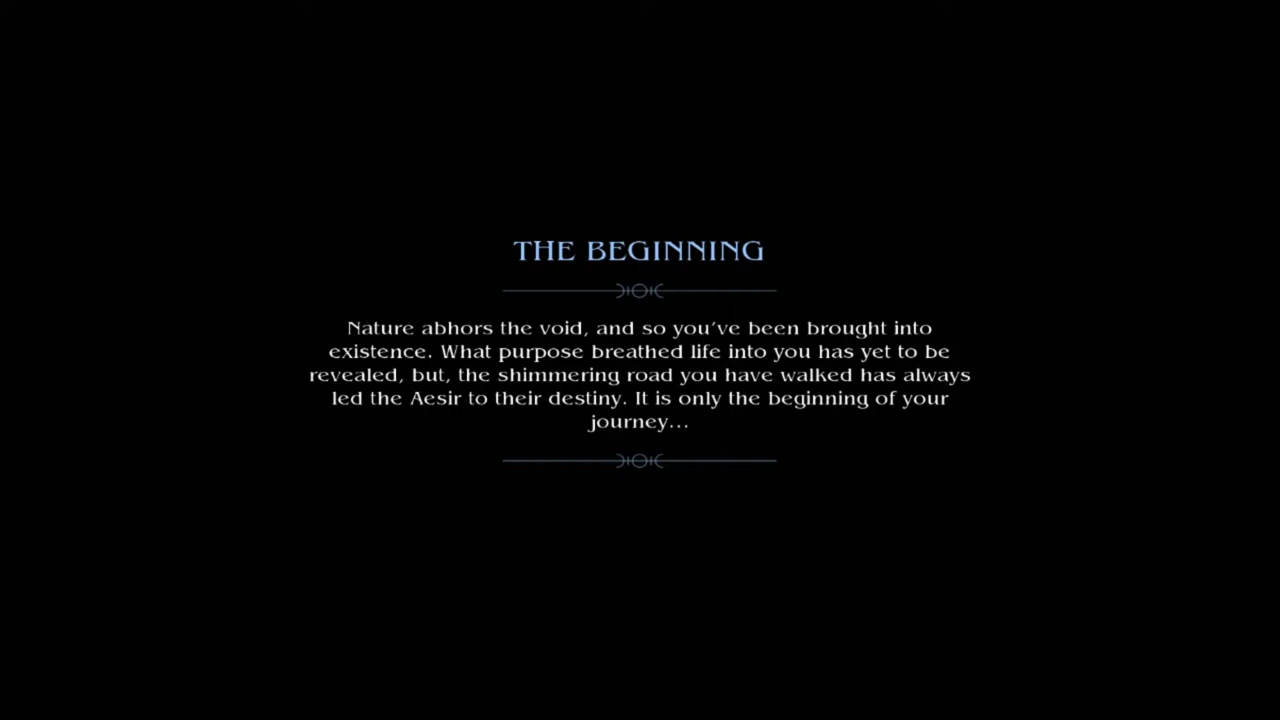 THE BEGINNING
Nature abhors the void, and so you've been brought into
existence. What purpose breathed life into you has yet to be
revealed, but, the shimmering road you have walked has always
led the Aesir to their destiny. It is only the beginning of your
journey...